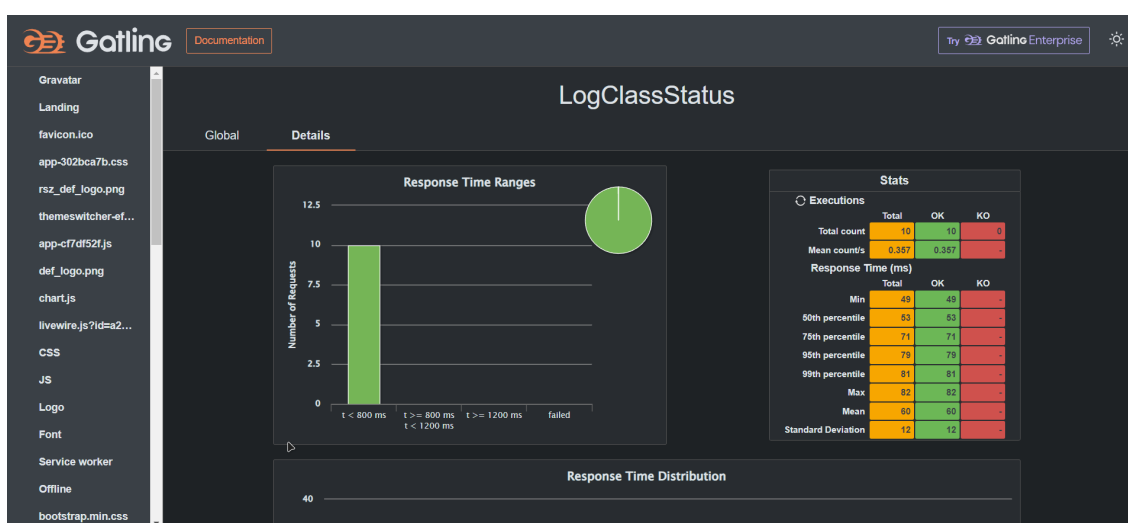 Gatling
Documentation
Try Gatling Enterprise
Gravatar
Landing
favicon.ico
app-302bca7b.css
rsz_def_logo.png
themeswitcher-ef...
app-cf7df52f.js
def_logo.png
chart.js
livewire.js?id=a2...
CSS
JS
Logo
Font
Service worker
Offline
bootstrap.min.css
LogClassStatus
Global Details
Response Time Ranges
Number of Requests
12.5
10
7.5
5
2.5
0
t < 800 ms
t >= 800 ms
t < 1200 ms
t >= 1200 ms
failed
Stats
Executions
Total OK KO
Total count 10 10 0
Mean count/s 0.357 0.357 -
Response Time (ms)
Total OK KO
Min 49 49 -
50th percentile 53 53 -
75th percentile 71 71 -
95th percentile 79 79 -
99th percentile 81 81 -
Max 82 82 -
Mean 60 60 -
Standard Deviation 12 12 -
Response Time Distribution
40